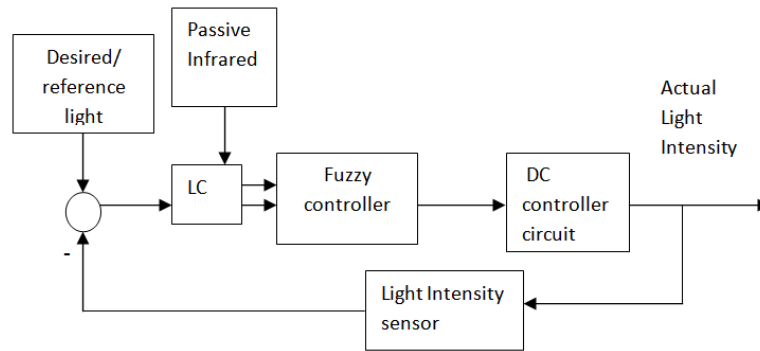 Desired/
reference
light
Passive
Infrared
Actual
Light
Intensity
LC
Fuzzy
controller
DC
controller
circuit
-
Light Intensity
sensor